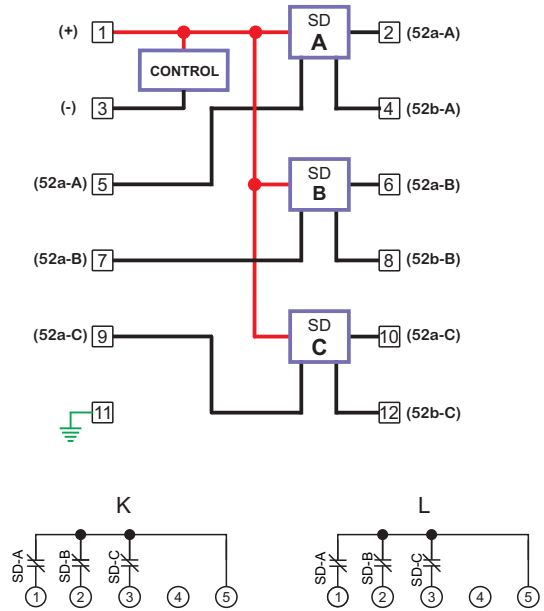 (+) 1 SD A 2 (52a-A)
CONTROL
(-) 3 4 (52b-A)
(52a-A) 5 SD B 6 (52a-B)
(52a-B) 7 8 (52b-B)
(52a-C) 9 SD C 10 (52a-C)
11 12 (52b-C)
K L
SD-A SD-B SD-C SD-A SD-B SD-C
1 2 3 4 5 1 2 3 4 5